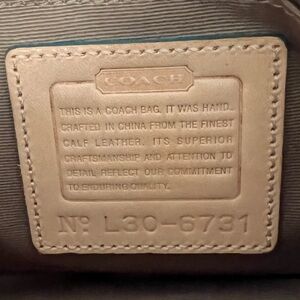 COACH
THIS IS A COACH BAG. IT WAS HAND.
CRAFTED IN CHINA FROM THE FINEST
CALF LEATHER. ITS SUPERIOR
CRAFTSMANSHIP AND ATTENTION TO
DETAIL REFLECT OUR COMMITMENT
TO ENDURING QUALITY.
Nº L30-6731